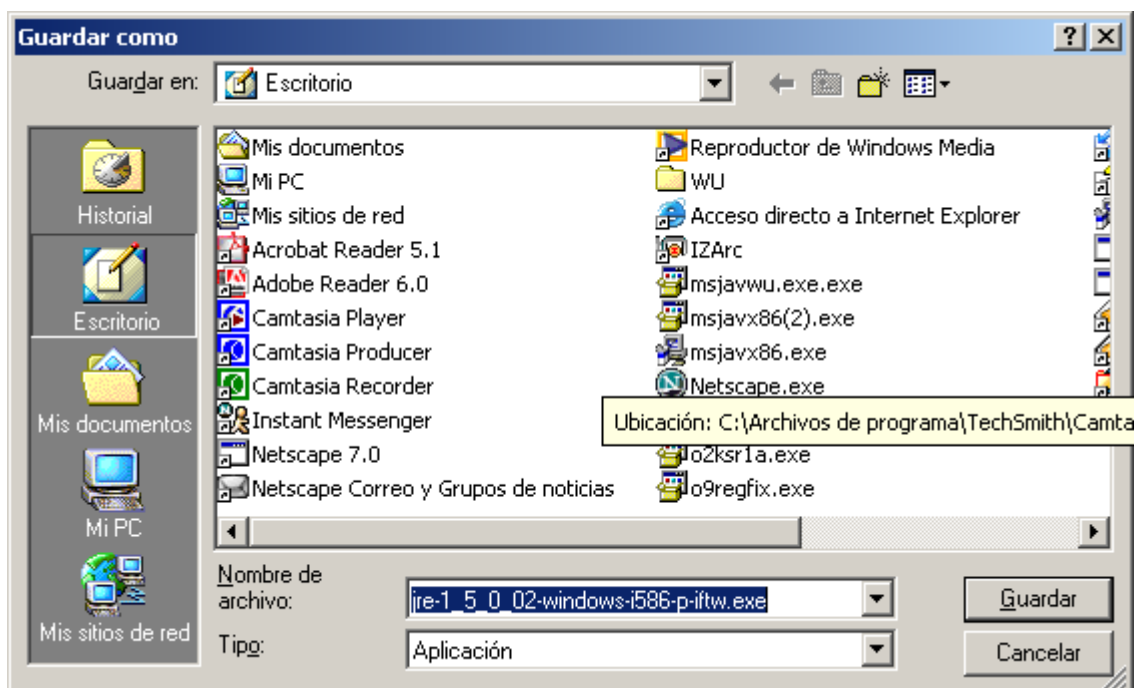 Guardar como
Guardar en:
Escritorio
Historial
Escritorio
Mis documentos
Mi PC
Mis sitios de red
Mis documentos
Mi PC
Mis sitios de red
Acrobat Reader 5.1
Adobe Reader 6.0
Camtasia Player
Camtasia Producer
Camtasia Recorder
Instant Messenger
Netscape 7.0
Netscape Correo y Grupos de noticias
Reproductor de Windows Media
WU
Acceso directo a Internet Explorer
IZArc
msjavwu.exe.exe
msjavx86(2).exe
msjavx86.exe
Netscape.exe
Ubicación: C:\Archivos de programa\TechSmith\Camta
o2ksr1a.exe
o9regfix.exe
Nombre de
archivo:
jre-1_5_0_02-windows-i586-p-iftw.exe
Guardar
Tipo:
Aplicación
Cancelar